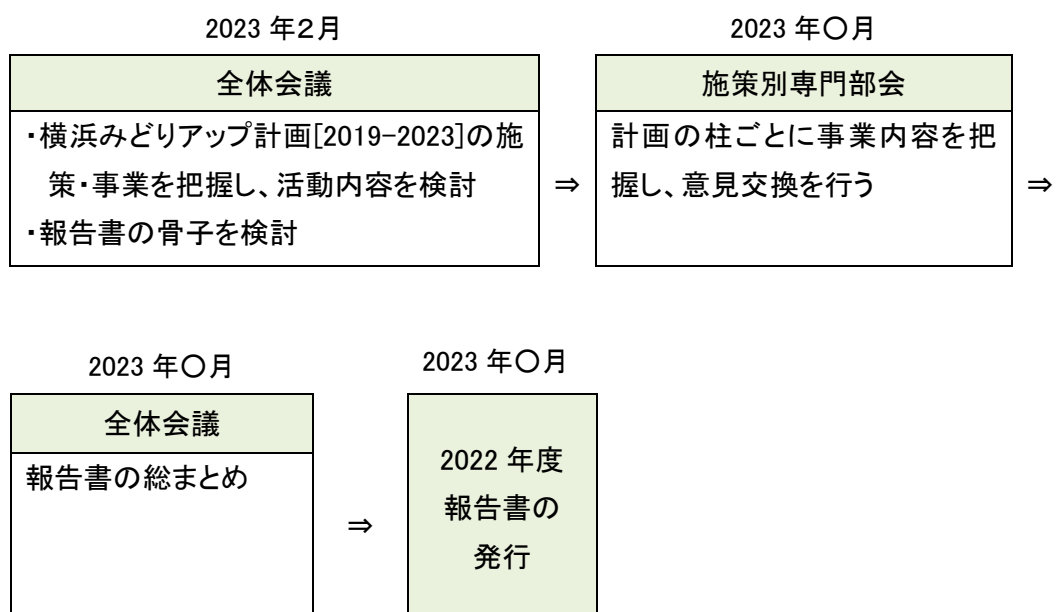 2023 年２月
全体会議
・横浜みどりアップ計画[2019-2023]の施
策・事業を把握し、活動内容を検討
・報告書の骨子を検討
⇒
2023 年〇月
施策別専門部会
計画の柱ごとに事業内容を把
握し、意見交換を行う
⇒
2023 年〇月
全体会議
報告書の総まとめ
⇒
2023 年〇月
2022 年度
報告書の
発行